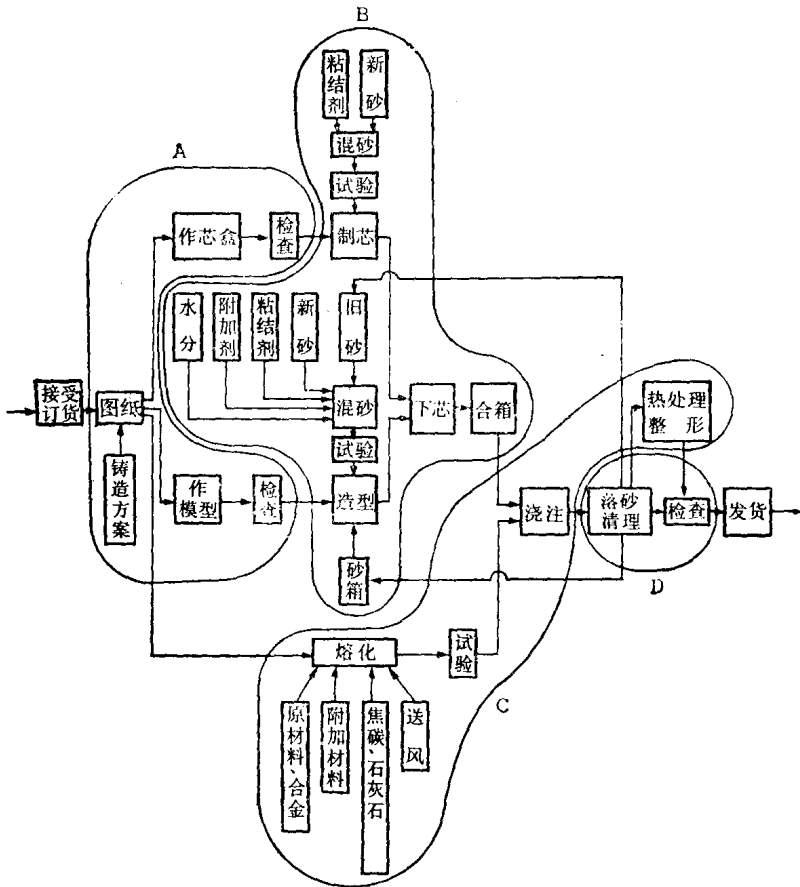 B
粘结剂
新砂
混砂
A
试验
作芯盒
检查
制芯
水分
附加剂
粘结剂
新砂
旧砂
接受
订货
图纸
混砂
下芯
合箱
热处理
整形
试验
铸造方案
作
模型
检查
造型
浇注
落砂
清理
检查
发货
砂箱
D
熔化
试验
C
原材料、合金
附加材料
焦碳、石灰石
送风